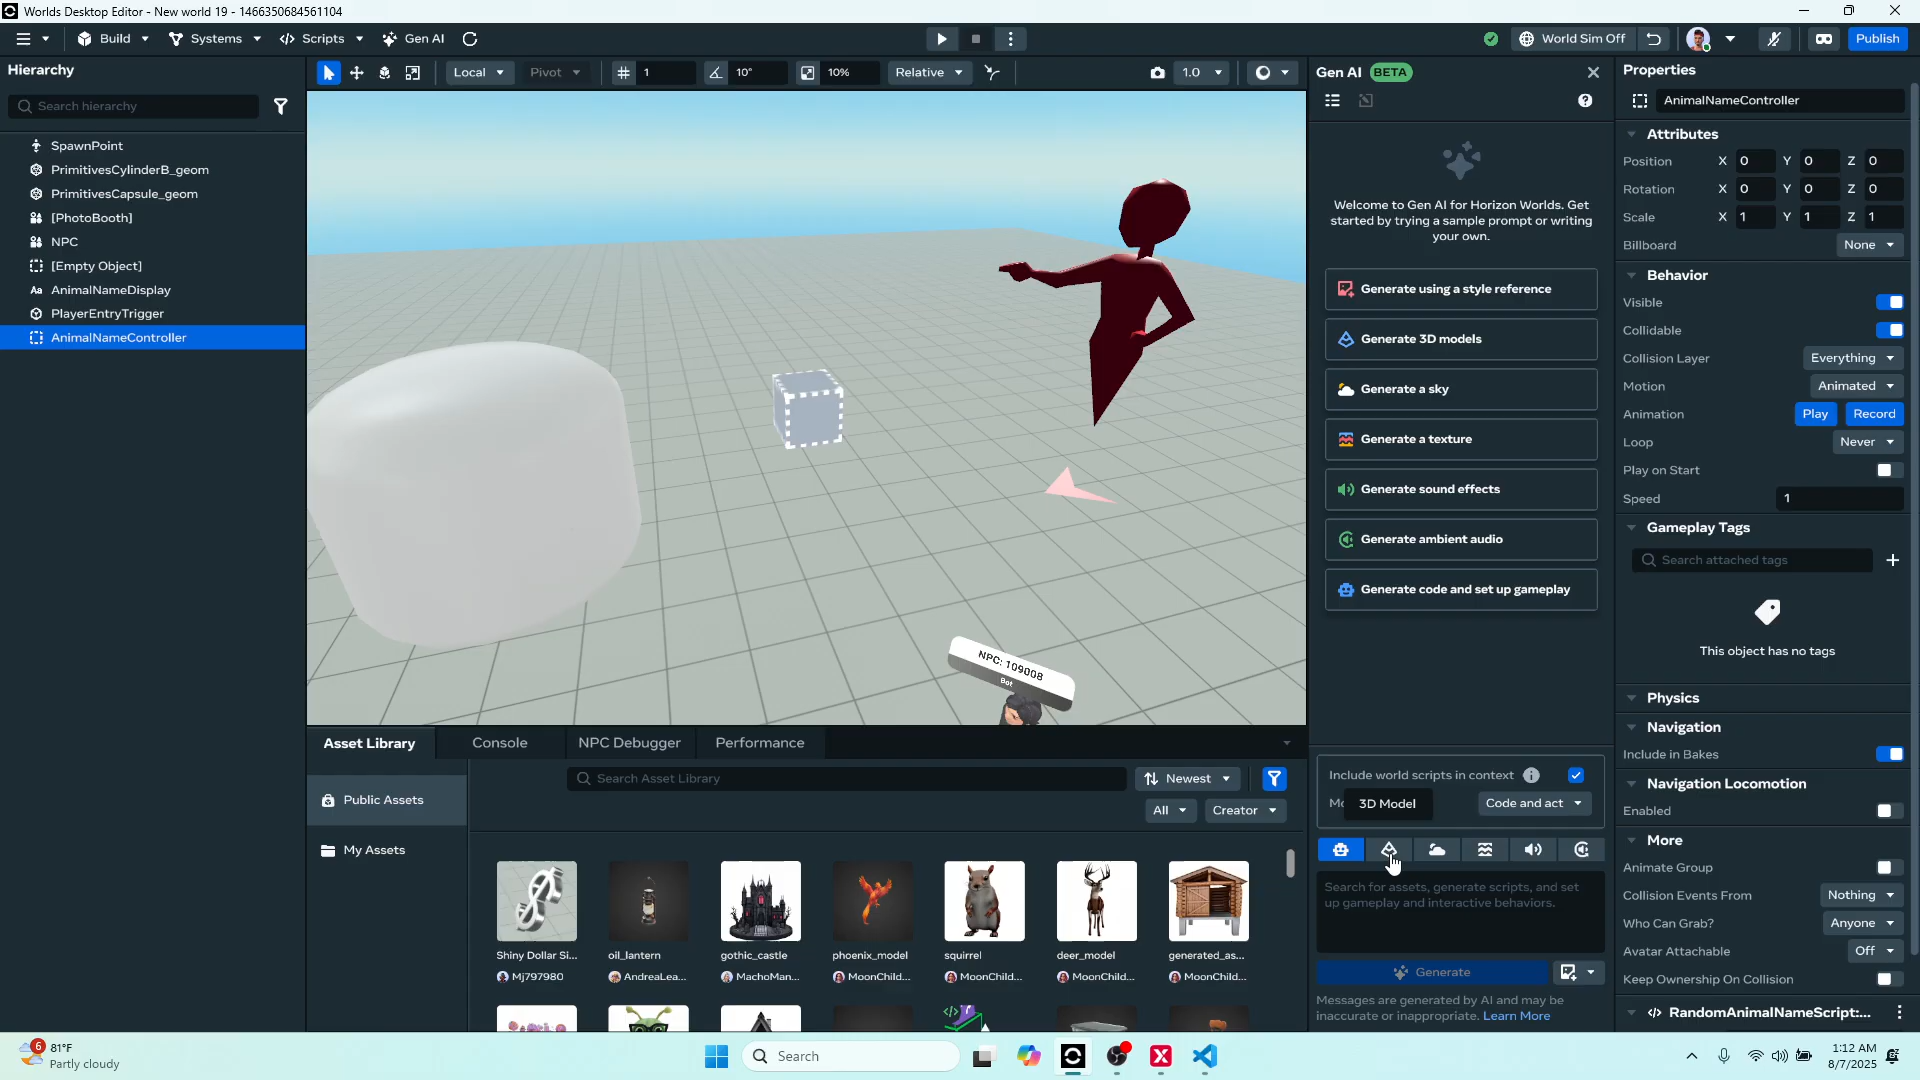 Worlds Desktop Editor - New world 19 - 1466350684561104
Build
Systems
Scripts
Gen AI
World Sim Off
Publish
Hierarchy
Search hierarchy
SpawnPoint
PrimitivesCylinderB_geom
PrimitivesCapsule_geom
[PhotoBooth]
NPC
[Empty Object]
AnimalNameDisplay
PlayerEntryTrigger
AnimalNameController
Local
Pivot
1
10°
10%
Relative
1.0
NPC: 109008
Bot
Gen AI BETA
Welcome to Gen AI for Horizon Worlds. Get
started by trying a sample prompt or writing
your own.
Generate using a style reference
Generate 3D models
Generate a sky
Generate a texture
Generate sound effects
Generate ambient audio
Generate code and set up gameplay
Include world scripts in context
Mo
3D Model
Code and act
Search for assets, generate scripts, and set
up gameplay and interactive behaviors.
Generate
Messages are generated by AI and may be
inaccurate or inappropriate. Learn More
Properties
AnimalNameController
Attributes
Position X 0 Y 0 Z 0
Rotation X 0 Y 0 Z 0
Scale X 1 Y 1 Z 1
Billboard None
Behavior
Visible
Collidable
Collision Layer Everything
Motion Animated
Animation Play Record
Loop Never
Play on Start
Speed 1
Gameplay Tags
Search attached tags
This object has no tags
Physics
Navigation
Include in Bakes
Navigation Locomotion
Enabled
More
Animate Group
Collision Events From Nothing
Who Can Grab? Anyone
Avatar Attachable Off
Keep Ownership On Collision
RandomAnimalNameScript:...
Asset Library
Console
NPC Debugger
Performance
Public Assets
My Assets
Search Asset Library
Newest
All
Creator
Shiny Dollar Si...
Mj797980
oil_lantern
AndreaLea...
gothic_castle
MachoMan...
phoenix_model
MoonChild...
squirrel
MoonChild...
deer_model
MoonChild...
generated_as...
MoonChild...
6
81°F
Partly cloudy
Search
1:12 AM
8/7/2025